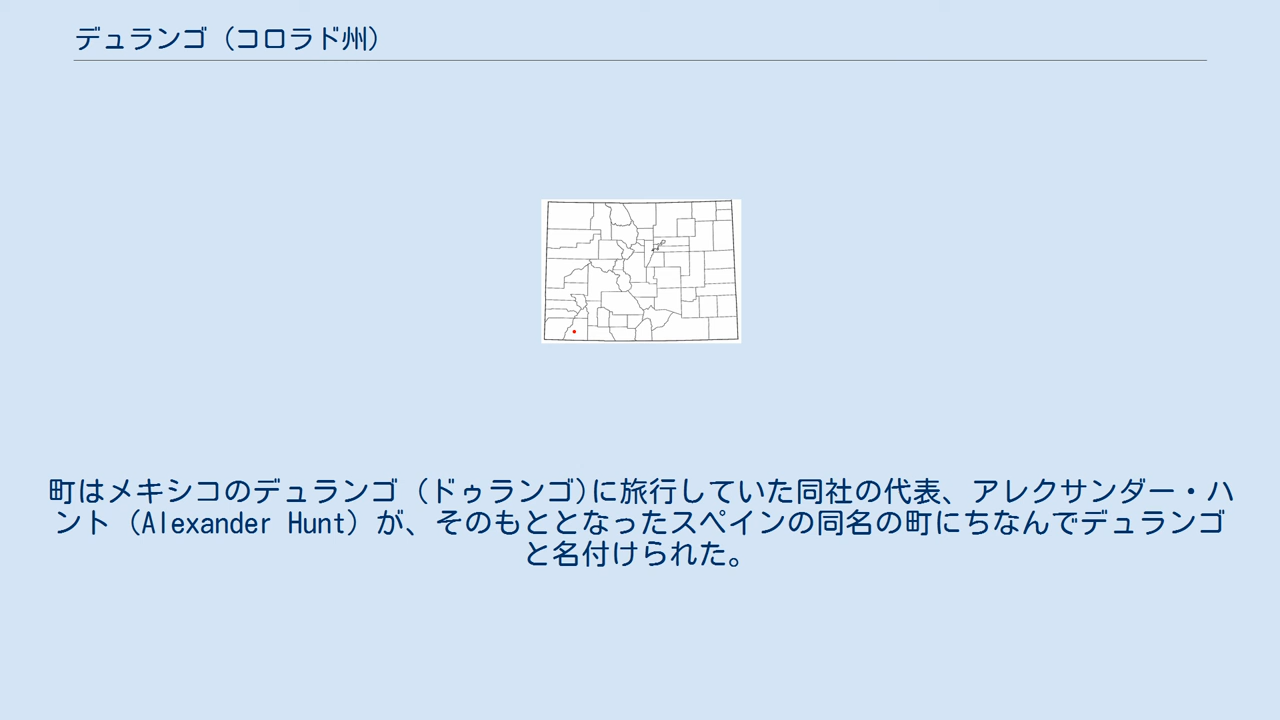 デュランゴ（コロラド州）
町はメキシコのデュランゴ（ドゥランゴ)に旅行していた同社の代表、アレクサンダー・ハ
ント（Alexander Hunt）が、そのもととなったスペインの同名の町にちなんでデュランゴ
と名付けられた。